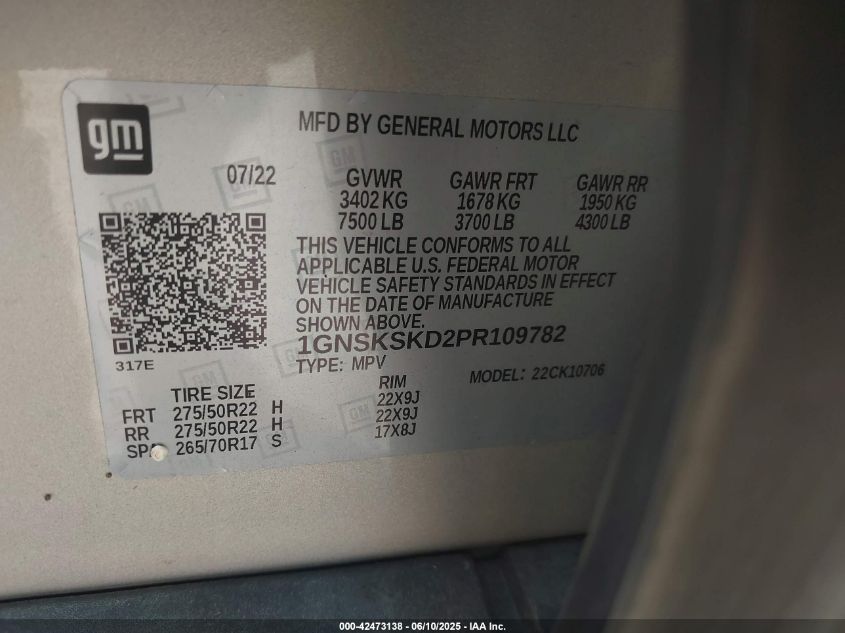 gm
MFD BY GENERAL MOTORS LLC
07/22
GVWR GAWR FRT GAWR RR
3402 KG 1678 KG 1950 KG
7500 LB 3700 LB 4300 LB
THIS VEHICLE CONFORMS TO ALL
APPLICABLE U.S. FEDERAL MOTOR
VEHICLE SAFETY STANDARDS IN EFFECT
ON THE DATE OF MANUFACTURE
SHOWN ABOVE.
1GNSKSKD2PR109782
317E
TYPE: MPV MODEL: 22CK10706
TIRE SIZE RIM
FRT 275/50R22 H 22X9J
RR 275/50R22 H 22X9J
SPA 265/70R17 S 17X8J
000-42473138 - 06/10/2025 - IAA Inc.